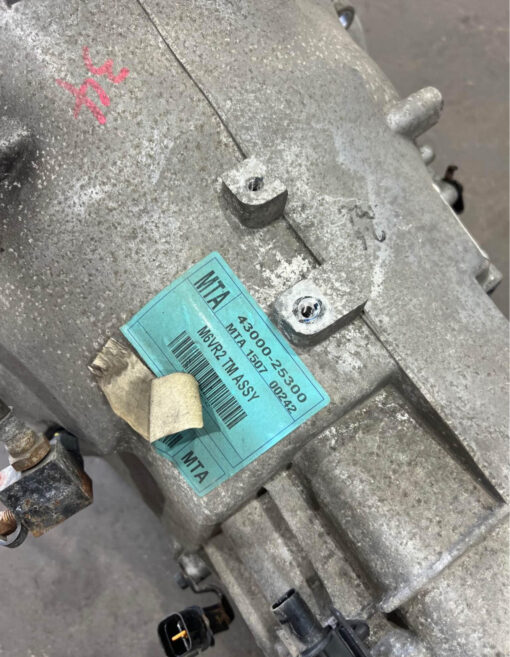 MTA
43000-25300
MTA 1507 00242
M6VR2 TM ASSY
MTA